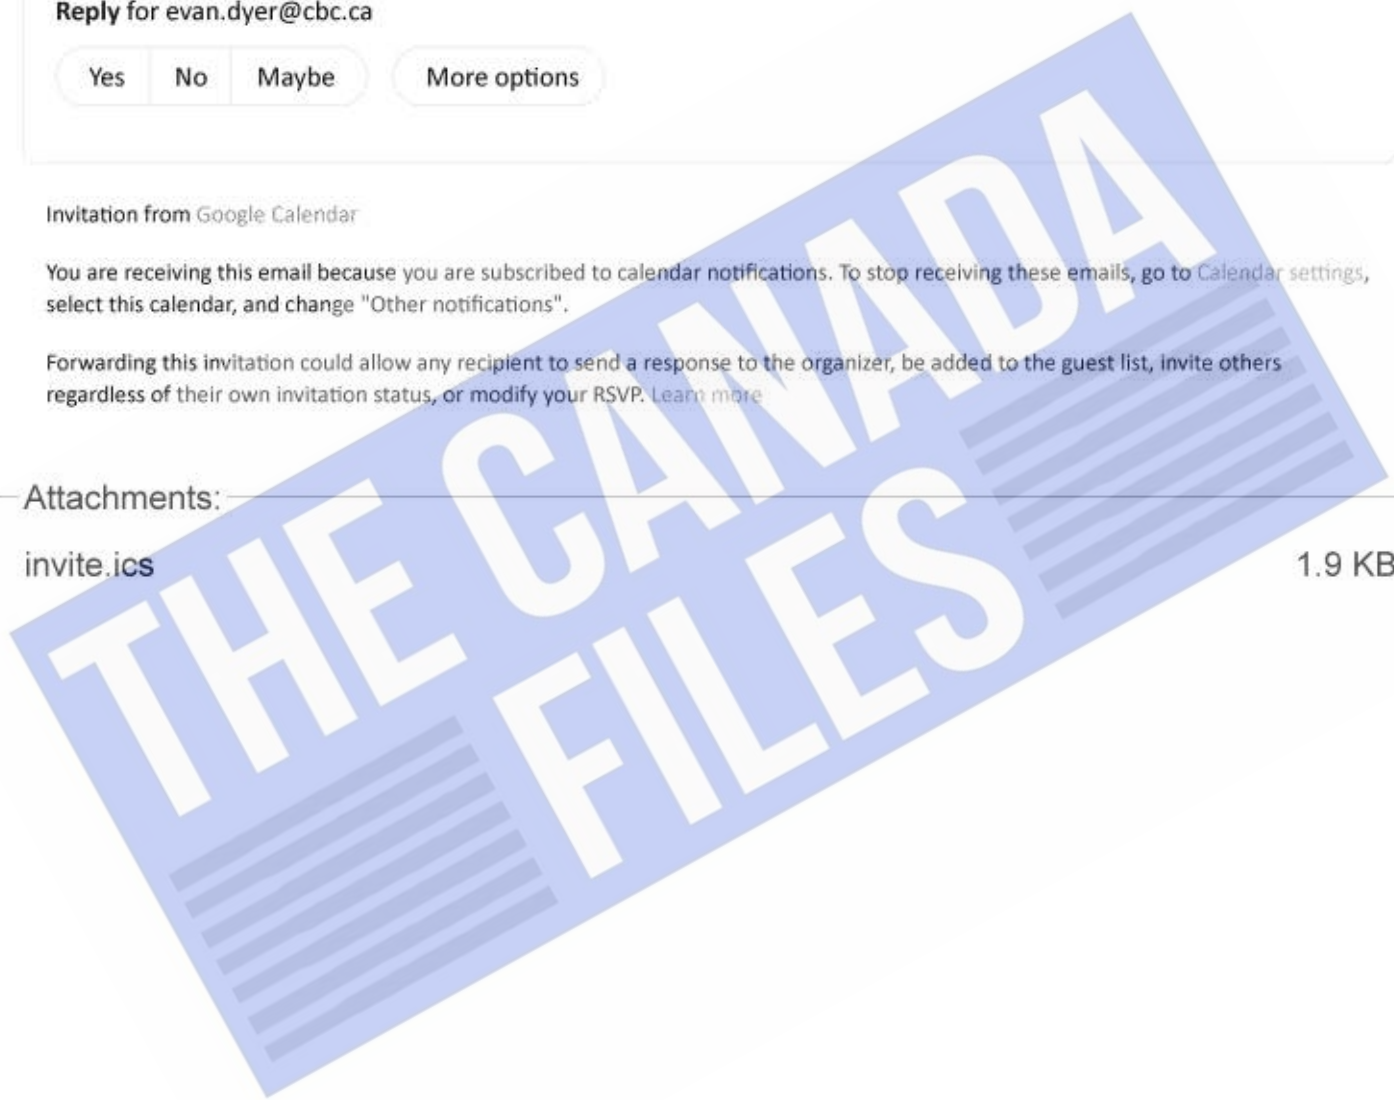 Reply for evan.dyer@cbc.ca
Yes No Maybe More options
Invitation from Google Calendar
You are receiving this email because you are subscribed to calendar notifications. To stop receiving these emails, go to Calendar settings,
select this calendar, and change "Other notifications".
Forwarding this invitation could allow any recipient to send a response to the organizer, be added to the guest list, invite others
regardless of their own invitation status, or modify your RSVP. Learn more
Attachments:
invite.ics 1.9 KB
THE CANADA
FILES